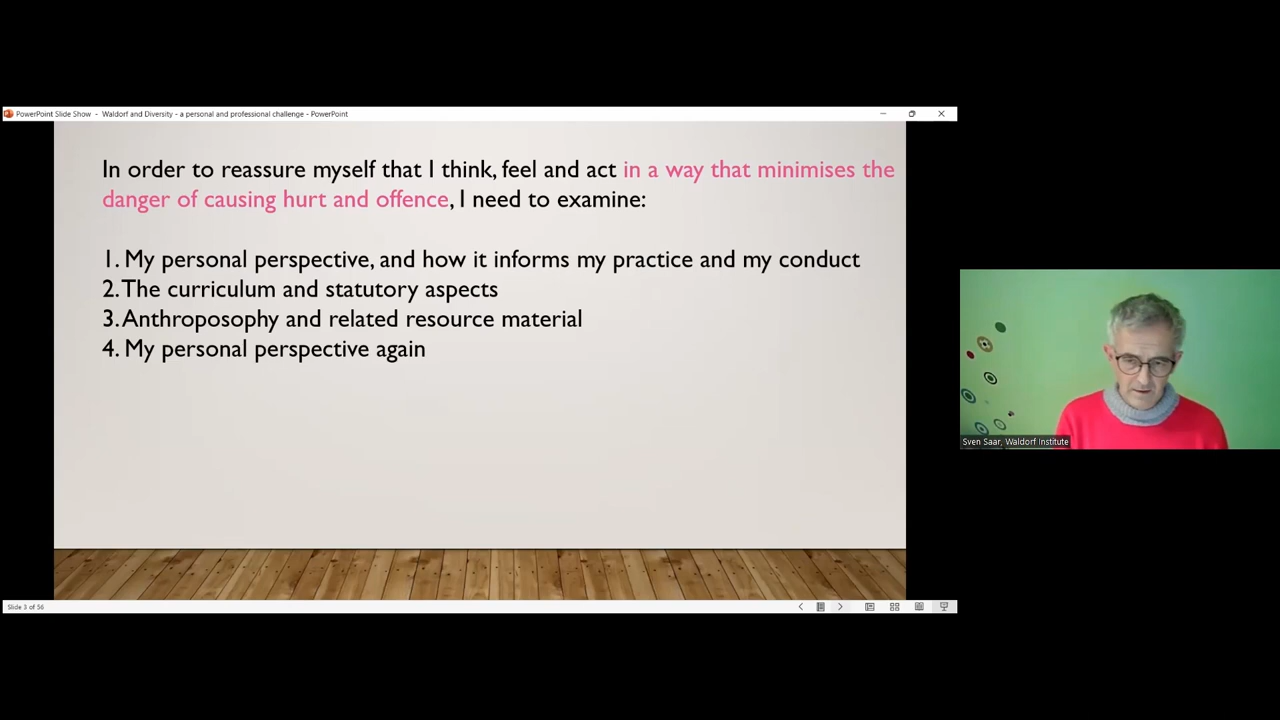 PowerPoint Slide Show - Waldorf and Diversity - a personal and professional challenge - PowerPoint
In order to reassure myself that I think, feel and act in a way that minimises the
danger of causing hurt and offence, I need to examine:
1. My personal perspective, and how it informs my practice and my conduct
2. The curriculum and statutory aspects
3. Anthroposophy and related resource material
4. My personal perspective again
Sven Saar, Waldorf Institute
Slide 3 of 56